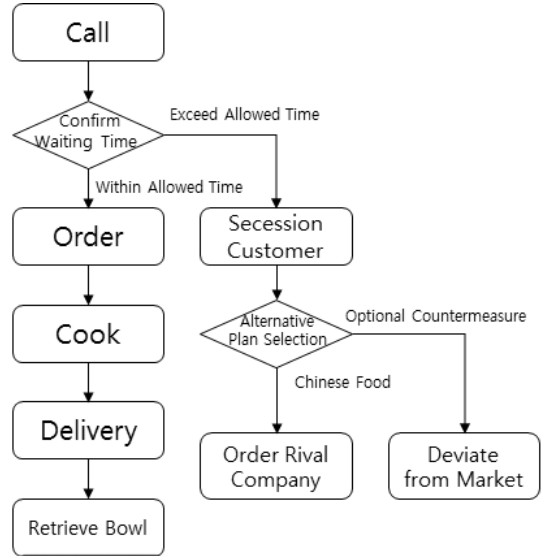 Call
Confirm
Waiting Time
Exceed Allowed Time
Within Allowed Time
Order
Secession
Customer
Cook
Alternative
Plan Selection
Optional Countermeasure
Chinese Food
Delivery
Order Rival
Company
Deviate
from Market
Retrieve Bowl